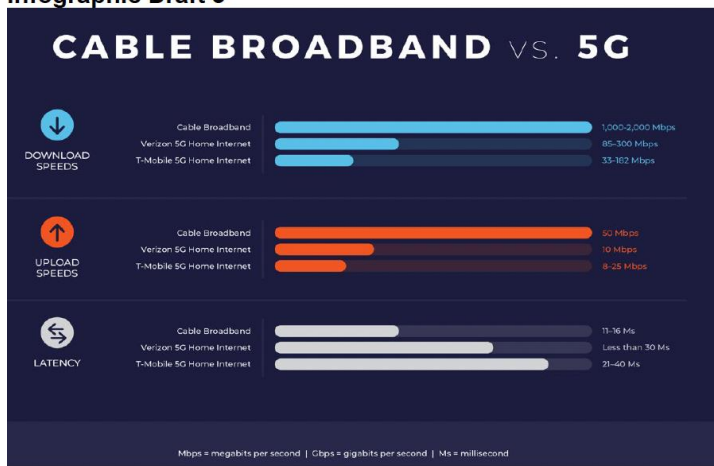 Infographic Draft 3
CABLE BROADBAND VS. 5G
DOWNLOAD
SPEEDS
Cable Broadband 1,000-2,000 Mbps
Verizon 5G Home Internet 85-300 Mbps
T-Mobile 5G Home Internet 33-182 Mbps
UPLOAD
SPEEDS
Cable Broadband 50 Mbps
Verizon 5G Home Internet 10 Mbps
T-Mobile 5G Home Internet 8-25 Mbps
LATENCY
Cable Broadband 11-16 Ms
Verizon 5G Home Internet Less than 30 Ms
T-Mobile 5G Home Internet 21-40 Ms
Mbps = megabits per second | Gbps = gigabits per second | Ms = millisecond